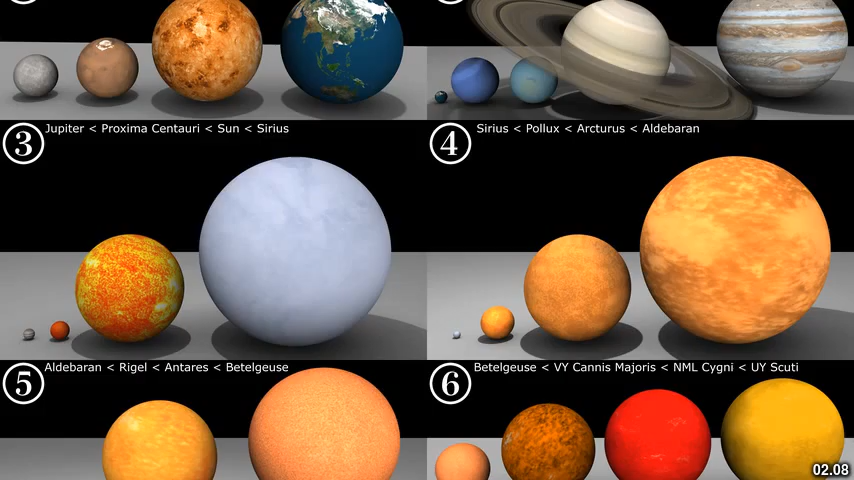 3 Jupiter < Proxima Centauri < Sun < Sirius
4 Sirius < Pollux < Arcturus < Aldebaran
5 Aldebaran < Rigel < Antares < Betelgeuse
6 Betelgeuse < VY Cannis Majoris < NML Cygni < UY Scuti
02.08